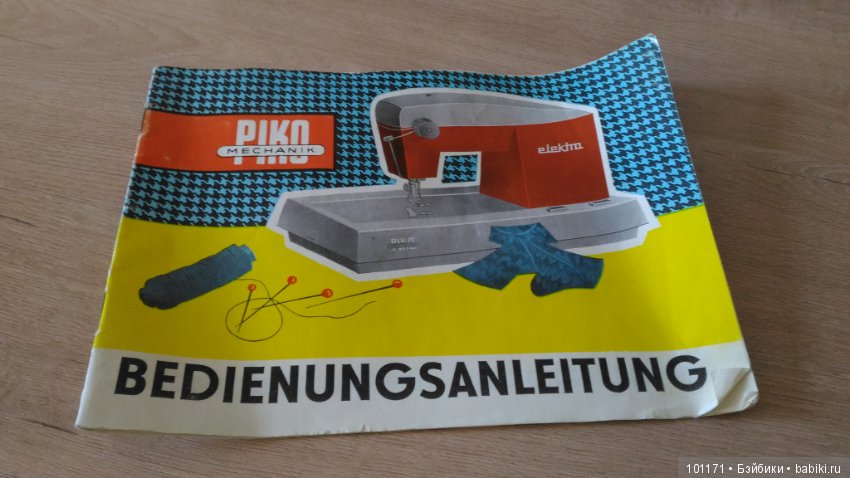 PIKO
MECHANIK
elektra
PIKO
BEDIENUNGSANLEITUNG
101171 • Бэйбики • babiki.ru